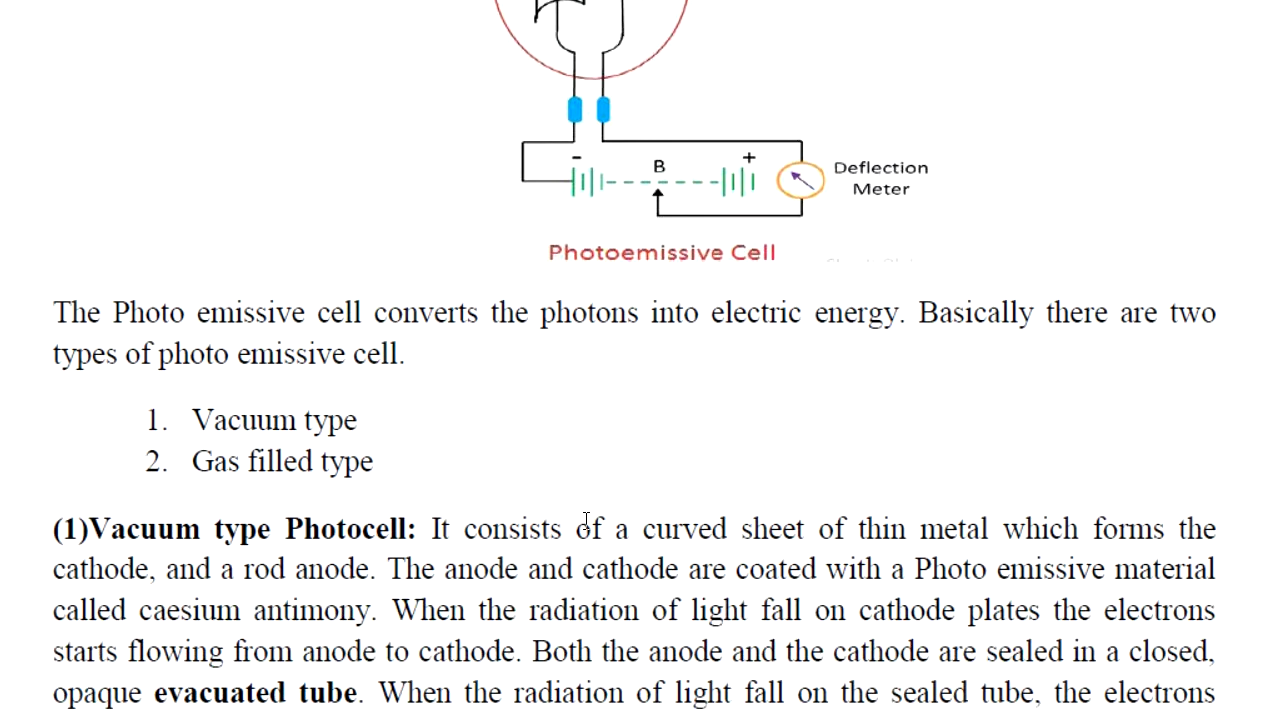 -
B
+
Deflection
Meter
Photoemissive Cell
The Photo emissive cell converts the photons into electric energy. Basically there are two
types of photo emissive cell.
1. Vacuum type
2. Gas filled type
(1)Vacuum type Photocell: It consists of a curved sheet of thin metal which forms the
cathode, and a rod anode. The anode and cathode are coated with a Photo emissive material
called caesium antimony. When the radiation of light fall on cathode plates the electrons
starts flowing from anode to cathode. Both the anode and the cathode are sealed in a closed,
opaque evacuated tube. When the radiation of light fall on the sealed tube, the electrons